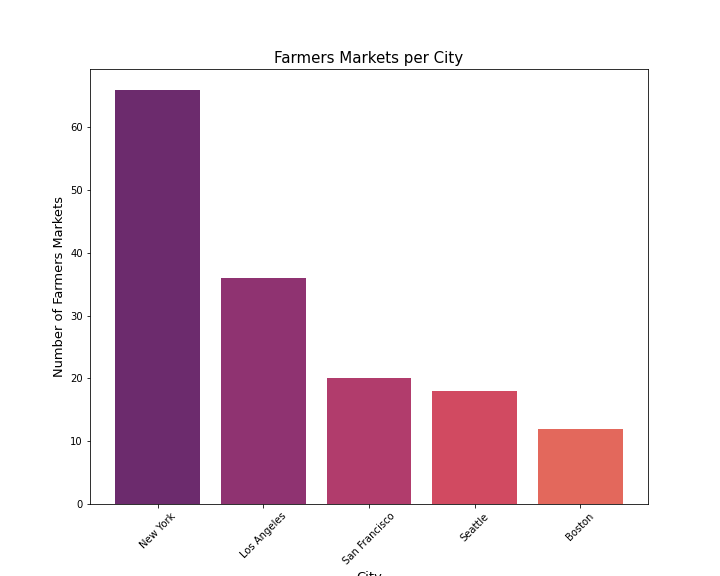 Farmers Markets per City
Number of Farmers Markets
60
50
40
30
20
10
0
New York
Los Angeles
San Francisco
Seattle
Boston
City